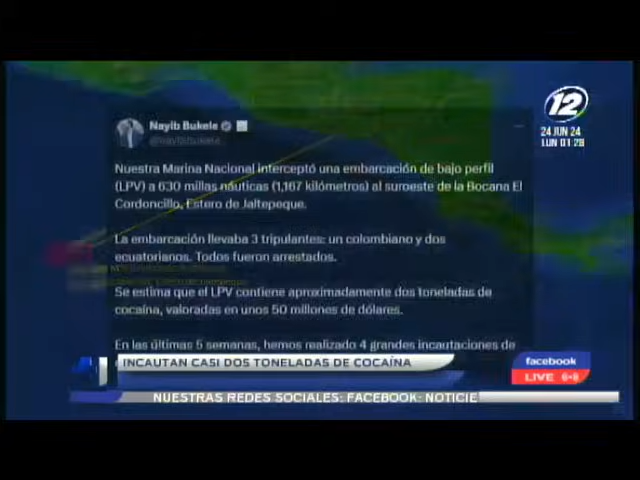 12
24 JUN 24
LUN 01:28
Nayib Bukele
@nayibbukele
Nuestra Marina Nacional interceptó una embarcación de bajo perfil
(LPV) a 630 millas náuticas (1,167 kilómetros) al suroeste de la Bocana El
Cordoncillo, Estero de Jaltepeque.
La embarcación llevaba 3 tripulantes: un colombiano y dos
ecuatorianos. Todos fueron arrestados.
Se estima que el LPV contiene aproximadamente dos toneladas de
cocaína, valoradas en unos 50 millones de dólares.
En las últimas 5 semanas, hemos realizado 4 grandes incautaciones de
INCAUTAN CASI DOS TONELADAS DE COCAÍNA
facebook
LIVE
NUESTRAS REDES SOCIALES: FACEBOOK- NOTICIE